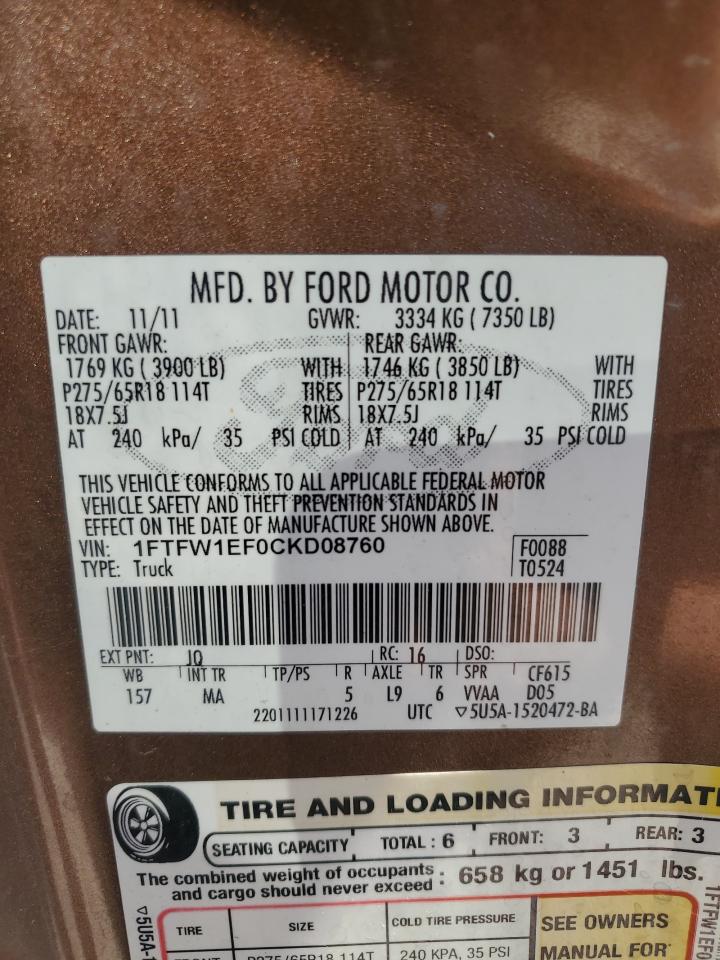 MFD. BY FORD MOTOR CO.
DATE: 11/11 GVWR: 3334 KG ( 7350 LB)
FRONT GAWR: REAR GAWR:
1769 KG ( 3900 LB) WITH 1746 KG ( 3850 LB) WITH
P275/65R18 114T TIRES P275/65R18 114T TIRES
18X7.5J RIMS 18X7.5J RIMS
AT 240 kPa/ 35 PSI COLD AT 240 kPa/ 35 PSI COLD
Ford
THIS VEHICLE CONFORMS TO ALL APPLICABLE FEDERAL MOTOR
VEHICLE SAFETY AND THEFT PREVENTION STANDARDS IN
EFFECT ON THE DATE OF MANUFACTURE SHOWN ABOVE.
VIN: 1FTFW1EF0CKD08760 F0088
TYPE: Truck T0524
EXT PNT: JQ RC: 16 DSO:
WB INT TR TP/PS R AXLE TR SPR CF615
157 MA 5 L9 6 VVAA D05
2201111171226 UTC ▽5U5A-1520472-BA
TIRE AND LOADING INFORMATI
SEATING CAPACITY TOTAL : 6 FRONT: 3 REAR: 3
The combined weight of occupants and cargo should never exceed : 658 kg or 1451 lbs.
TIRE SIZE COLD TIRE PRESSURE SEE OWNERS
P275/65R18 114T 240 KPA, 35 PSI MANUAL FOR
▽5U5A-1
1FTFW1EF0